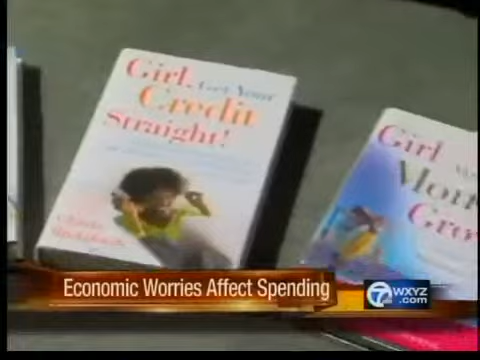 Girl, Get Your
Credit
Straight!
Girl
Mon
Gro
Economic Worries Affect Spending
7 WXYZ
.com